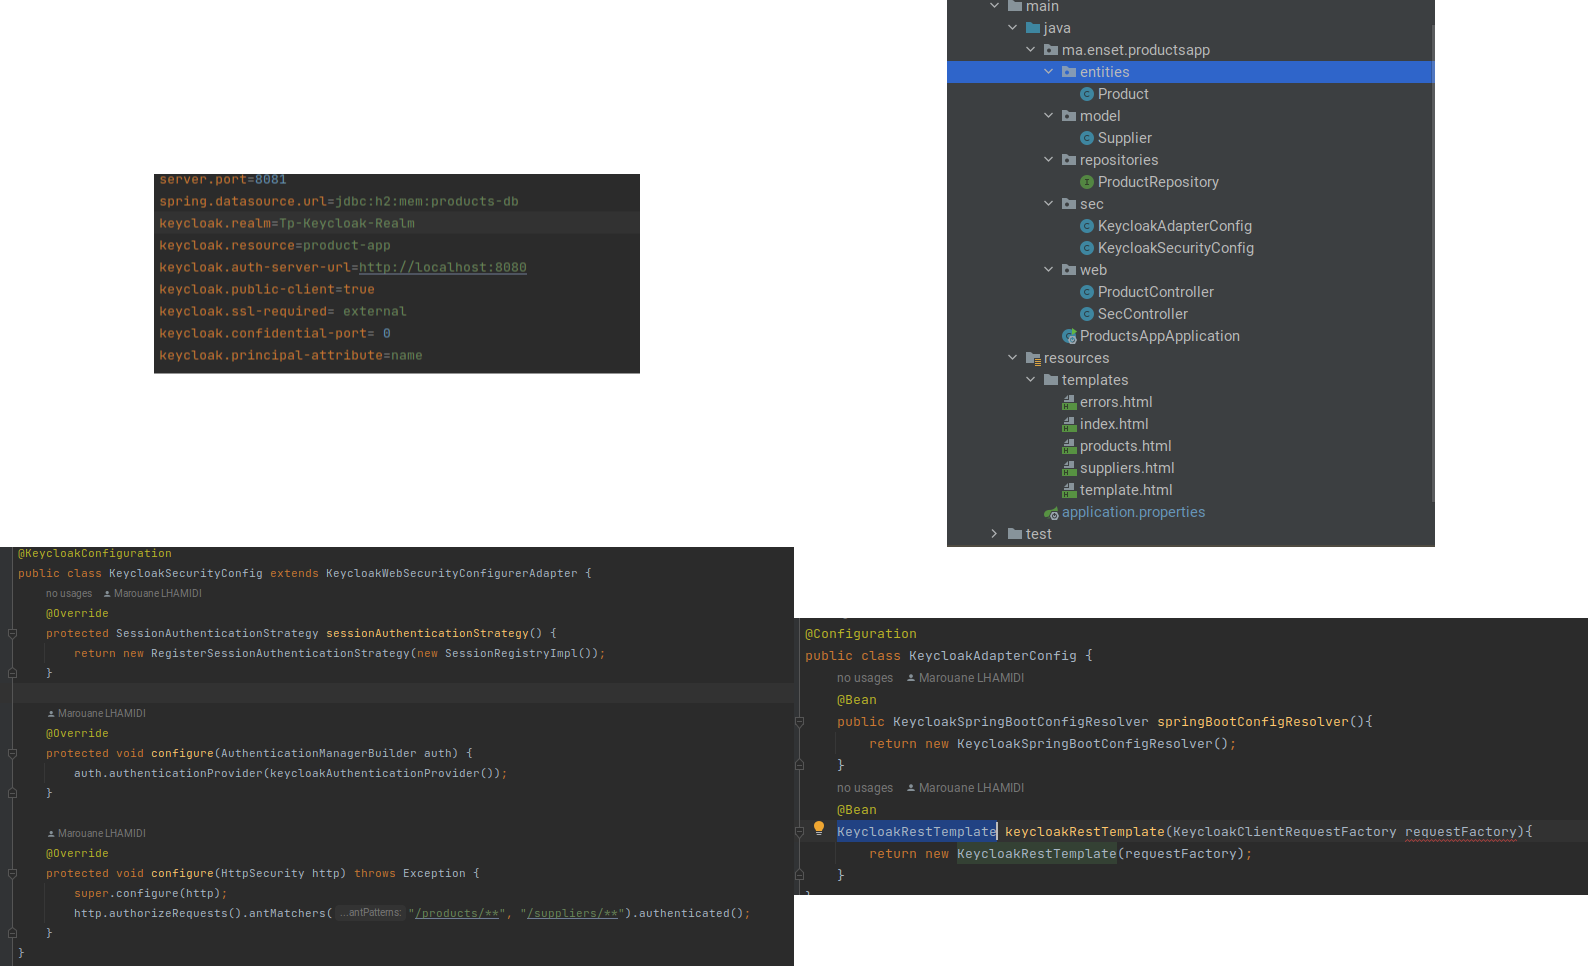 server.port=8081
spring.datasource.url=jdbc:h2:mem:products-db
keycloak.realm=Tp-Keycloak-Realm
keycloak.resource=product-app
keycloak.auth-server-url=http://localhost:8080
keycloak.public-client=true
keycloak.ssl-required= external
keycloak.confidential-port= 0
keycloak.principal-attribute=name
main
java
ma.enset.productsapp
entities
Product
model
Supplier
repositories
ProductRepository
sec
KeycloakAdapterConfig
KeycloakSecurityConfig
web
ProductController
SecController
ProductsAppApplication
resources
templates
errors.html
index.html
products.html
suppliers.html
template.html
application.properties
test
@KeycloakConfiguration
public class KeycloakSecurityConfig extends KeycloakWebSecurityConfigurerAdapter {
no usages Marouane LHAMIDI
@Override
protected SessionAuthenticationStrategy sessionAuthenticationStrategy() {
return new RegisterSessionAuthenticationStrategy(new SessionRegistryImpl());
}
Marouane LHAMIDI
@Override
protected void configure(AuthenticationManagerBuilder auth) {
auth.authenticationProvider(keycloakAuthenticationProvider());
}
Marouane LHAMIDI
@Override
protected void configure(HttpSecurity http) throws Exception {
super.configure(http);
http.authorizeRequests().antMatchers( ...antPatterns: "/products/**", "/suppliers/**").authenticated();
}
}
@Configuration
public class KeycloakAdapterConfig {
no usages Marouane LHAMIDI
@Bean
public KeycloakSpringBootConfigResolver springBootConfigResolver(){
return new KeycloakSpringBootConfigResolver();
}
no usages Marouane LHAMIDI
@Bean
KeycloakRestTemplate keycloakRestTemplate(KeycloakClientRequestFactory requestFactory){
return new KeycloakRestTemplate(requestFactory);
}